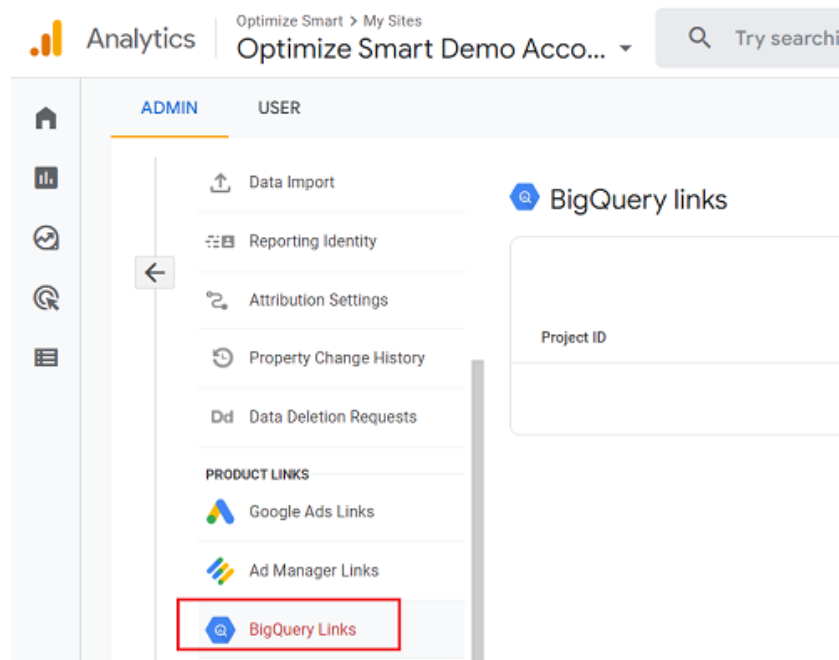 Optimize Smart > My Sites
Analytics
Optimize Smart Demo Acco...
Try searchi
ADMIN
USER
Data Import
Reporting Identity
Attribution Settings
Property Change History
Dd Data Deletion Requests
PRODUCT LINKS
Google Ads Links
Ad Manager Links
BigQuery Links
BigQuery links
Project ID